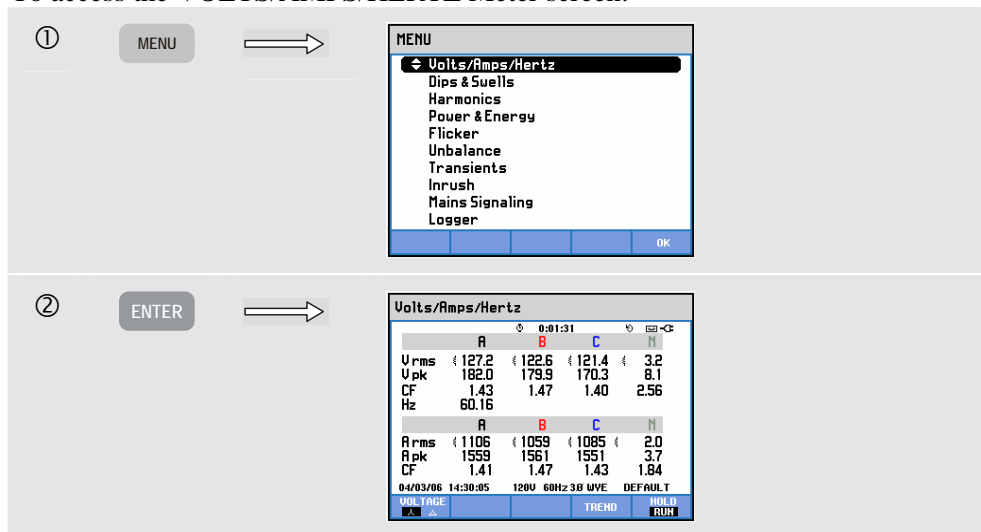 To access the VOLTS/AMPS/HERTZ Meter screen:
① MENU
MENU
Volts/Amps/Hertz
Dips & Swells
Harmonics
Power & Energy
Flicker
Unbalance
Transients
Inrush
Mains Signaling
Logger
OK
② ENTER
Volts/Amps/Hertz
0:01:31
A B C N
V rms 127.2 122.6 121.4 3.2
V pk 182.0 179.9 170.3 8.1
CF 1.43 1.47 1.40 2.56
Hz 60.16
A B C N
A rms 1106 1059 1085 2.0
A pk 1559 1561 1551 3.7
CF 1.41 1.47 1.43 1.84
04/03/06 14:30:05 120V 60Hz 3Ø WYE DEFAULT
VOLTAGE TREND HOLD
RUN